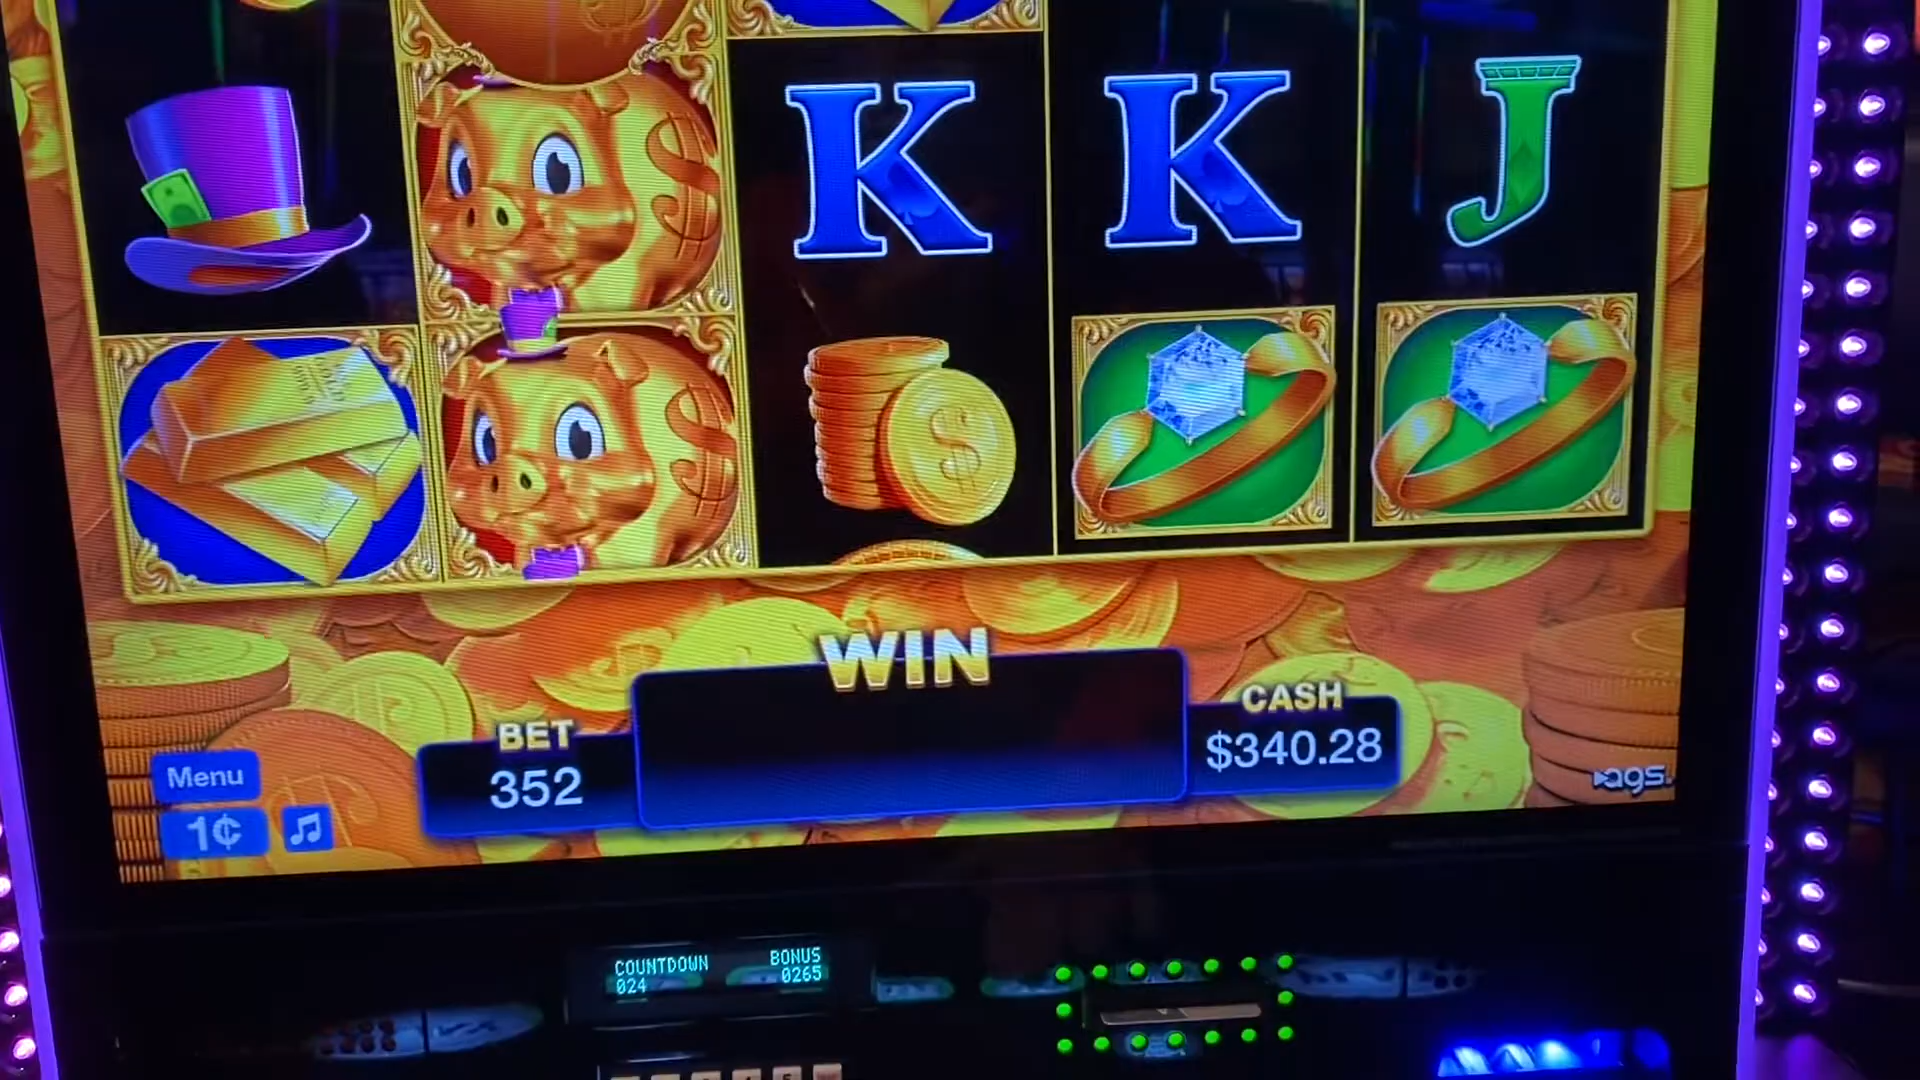 K K J
WIN
BET
352
CASH
$340.28
Menu
1¢
ags.
COUNTDOWN
024
BONUS
0265